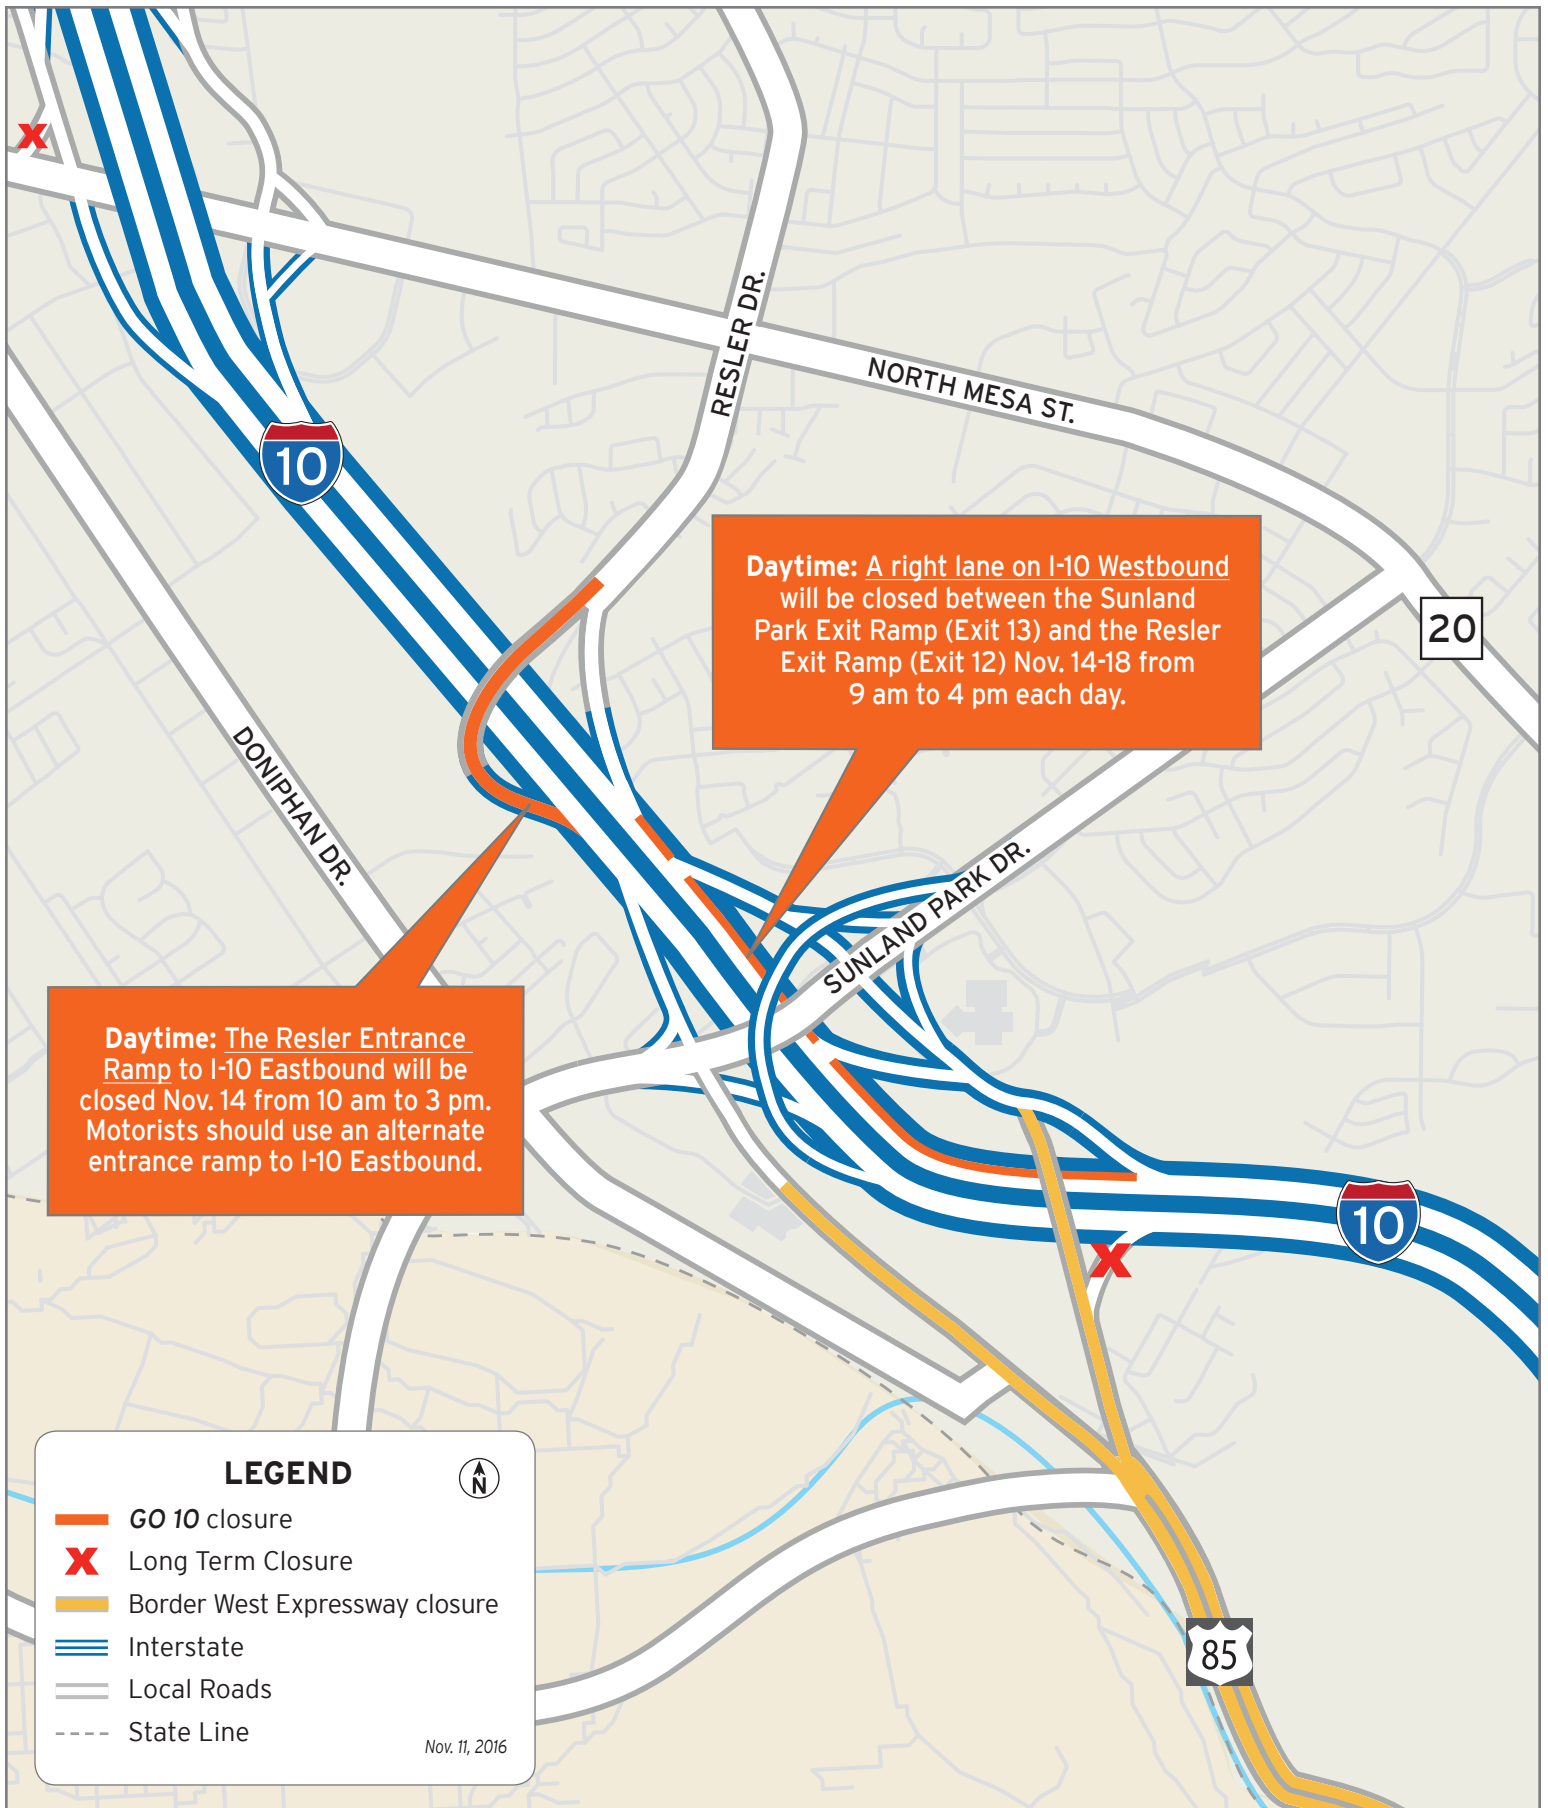 RESLER DR.
NORTH MESA ST.
10
Daytime: A right lane on I-10 Westbound
will be closed between the Sunland
Park Exit Ramp (Exit 13) and the Resler
Exit Ramp (Exit 12) Nov. 14-18 from
9 am to 4 pm each day.
20
DONIPHAN DR.
SUNLAND PARK DR.
Daytime: The Resler Entrance
Ramp to I-10 Eastbound will be
closed Nov. 14 from 10 am to 3 pm.
Motorists should use an alternate
entrance ramp to I-10 Eastbound.
10
LEGEND
N
GO 10 closure
X Long Term Closure
Border West Expressway closure
Interstate
Local Roads
State Line
Nov. 11, 2016
85